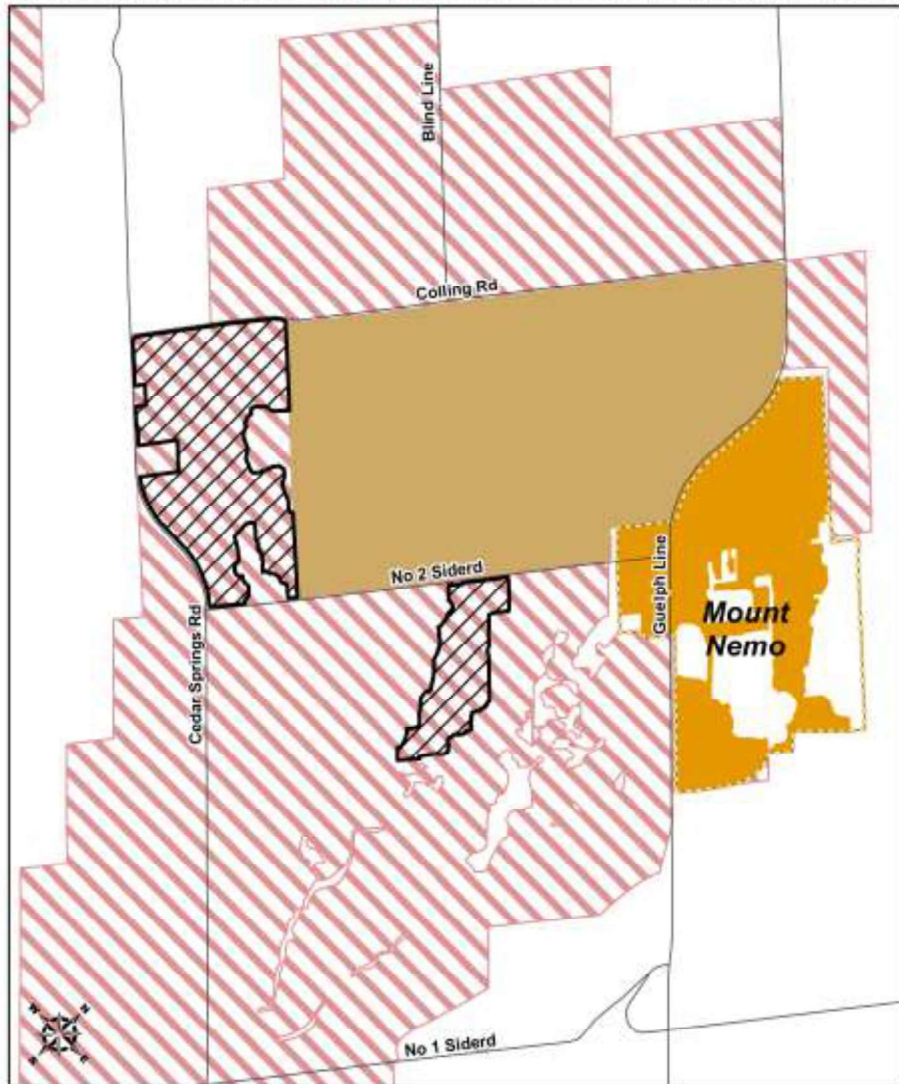 Blind Line
Colling Rd
No 2 Siderd
Guelph Line
Mount
Nemo
Cedar Springs Rd
No 1 Siderd
W N
S E